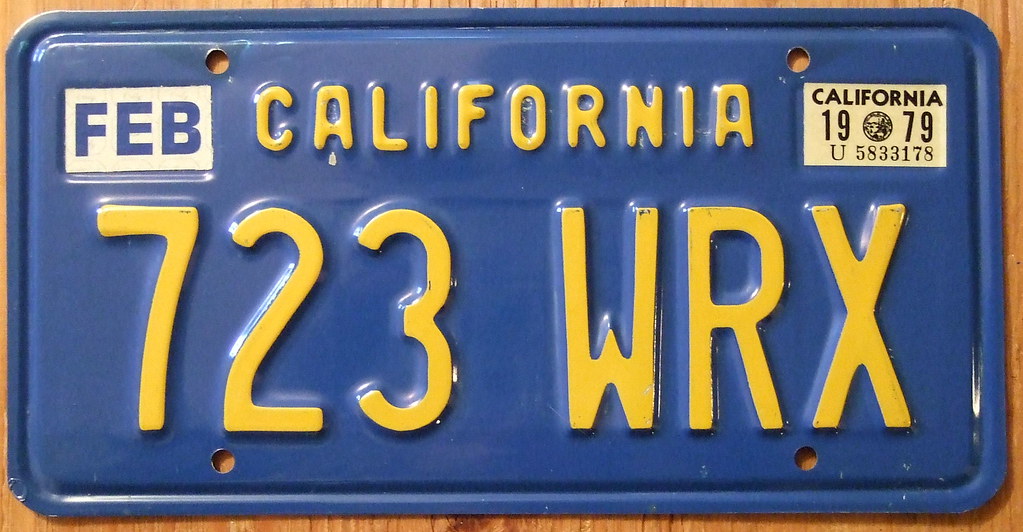 FEB
CALIFORNIA
CALIFORNIA
19 79
U 5833178
723 WRX